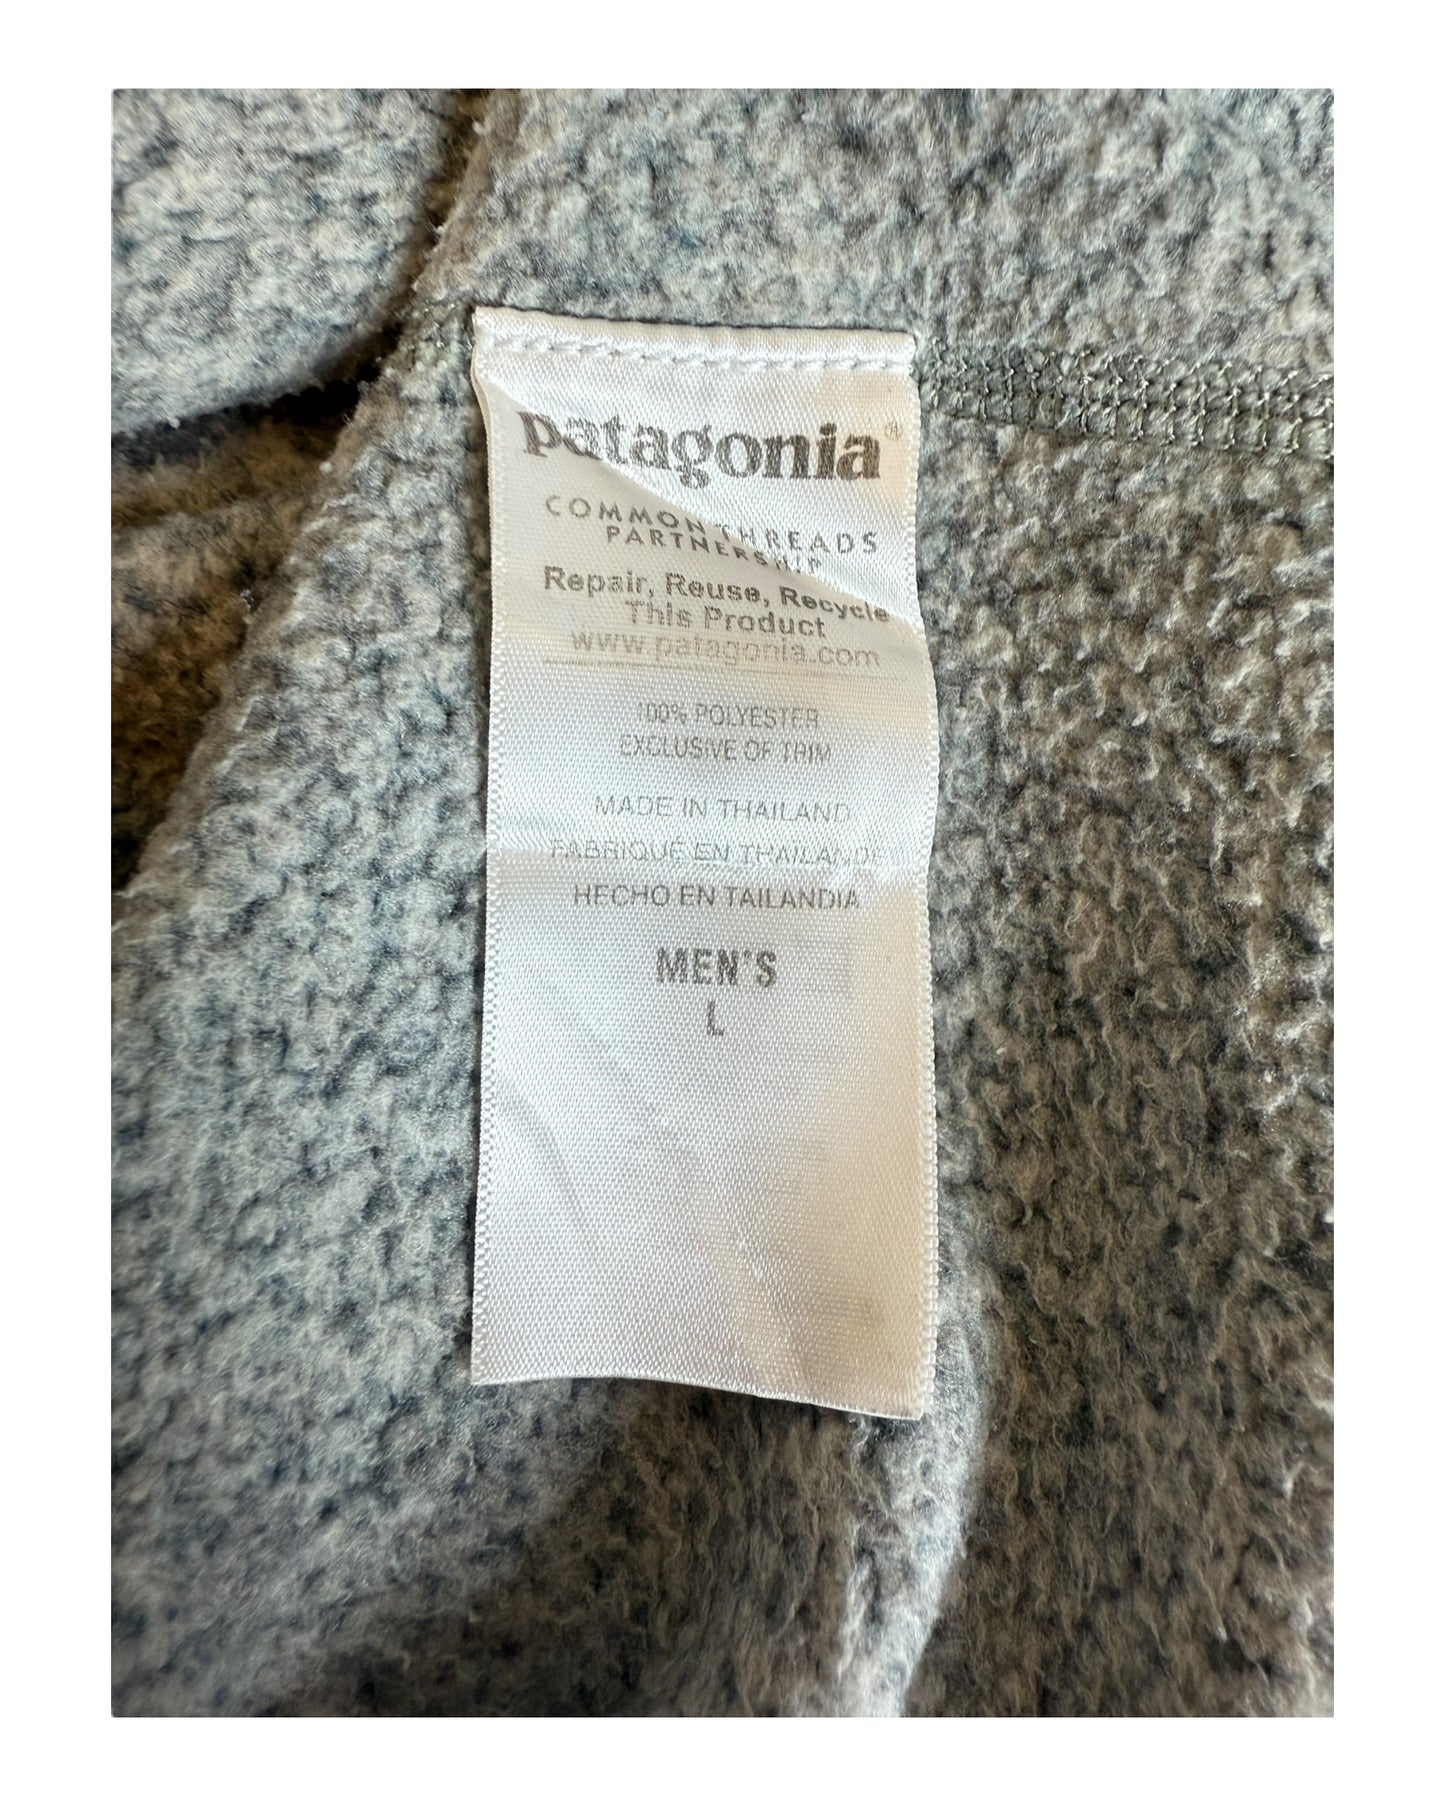 patagonia®
COMMON THREADS
PARTNERSHIP
Repair, Reuse, Recycle
This Product
www.patagonia.com
100% POLYESTER
EXCLUSIVE OF TRIM
MADE IN THAILAND
FABRIQUÉ EN THAILANDE
HECHO EN TAILANDIA
MEN'S
L